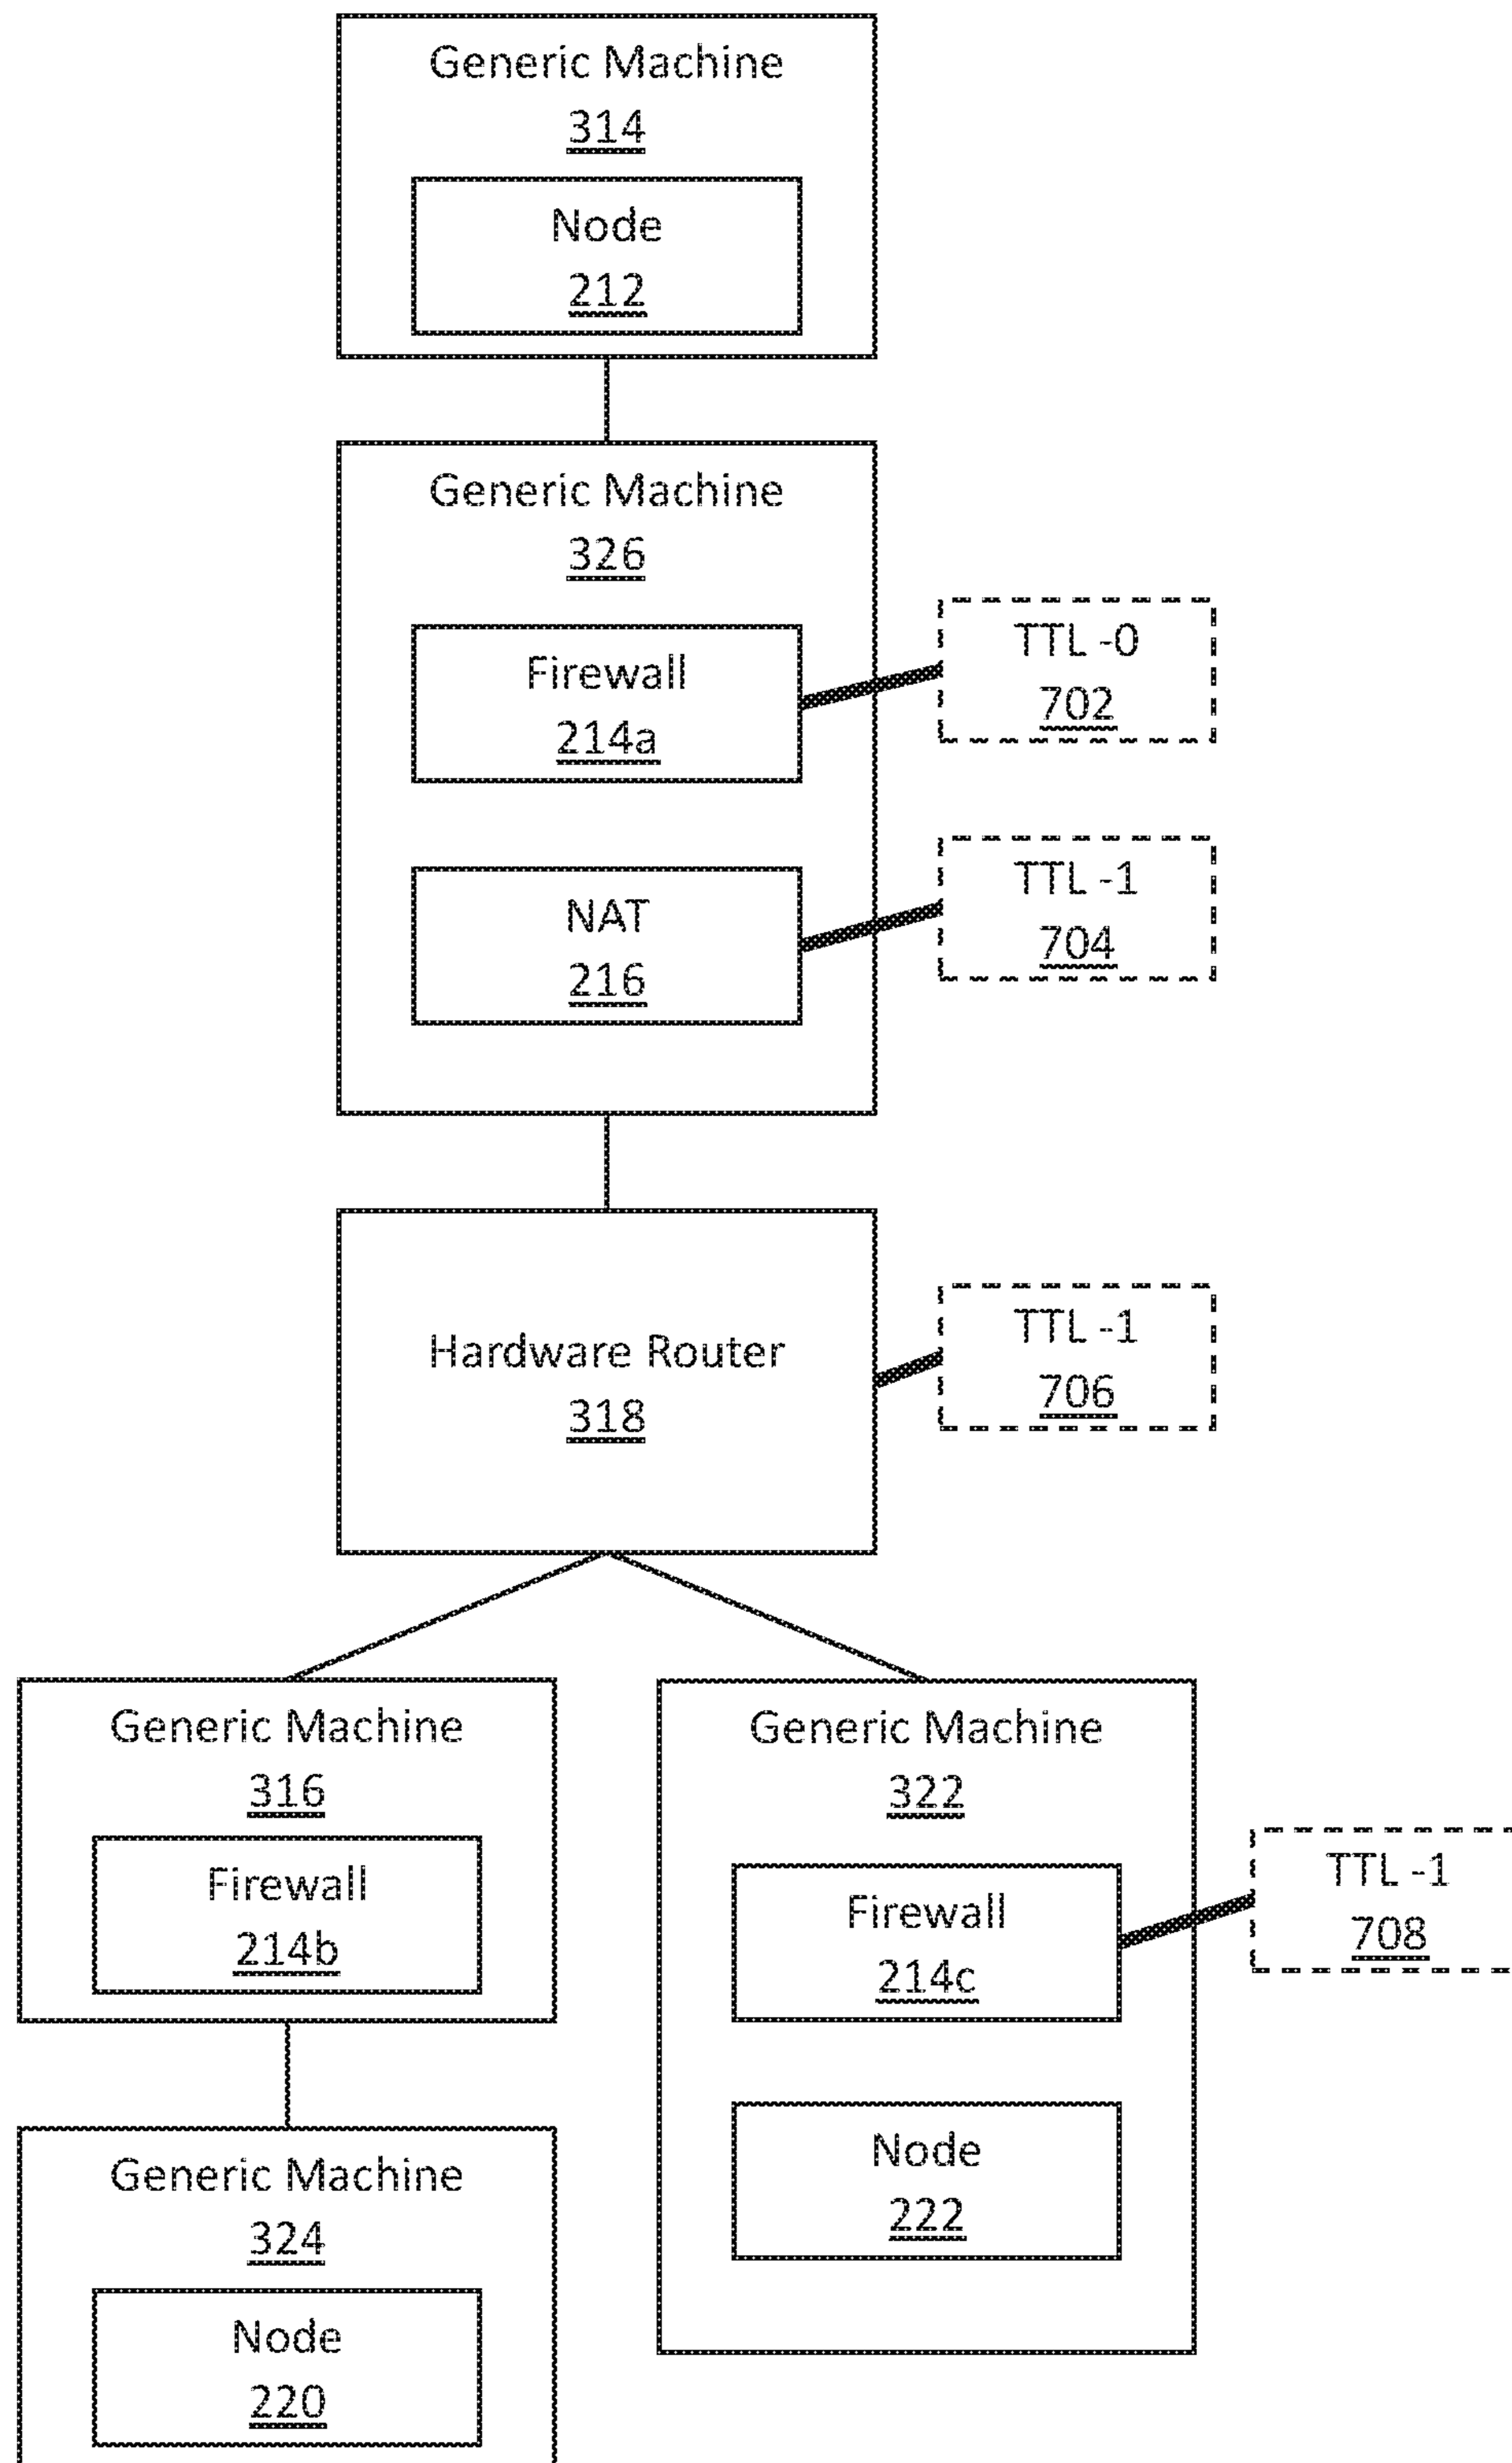 Generic Machine
314
Node
212
Generic Machine
326
Firewall
214a
TTL -0
702
NAT
216
TTL -1
704
Hardware Router
318
TTL -1
706
Generic Machine
316
Firewall
214b
Generic Machine
322
Firewall
214c
TTL -1
708
Node
222
Generic Machine
324
Node
220